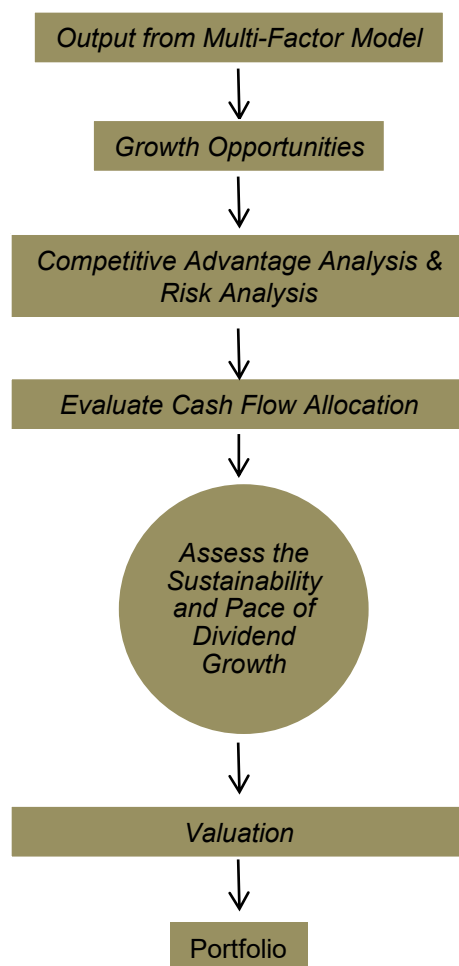 Output from Multi-Factor Model
Growth Opportunities
Competitive Advantage Analysis &
Risk Analysis
Evaluate Cash Flow Allocation
Assess the
Sustainability
and Pace of
Dividend
Growth
Valuation
Portfolio